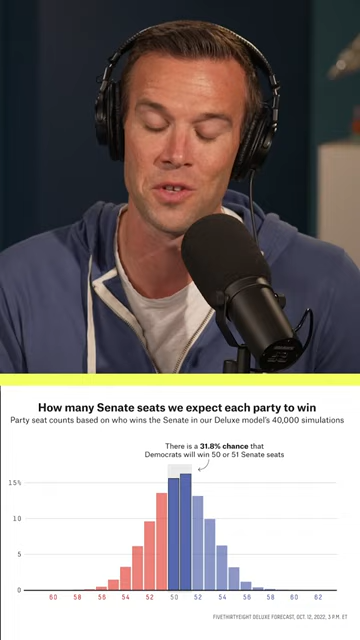 How many Senate seats we expect each party to win
Party seat counts based on who wins the Senate in our Deluxe model's 40,000 simulations
There is a 31.8% chance that
Democrats will win 50 or 51 Senate seats
15%
10
5
0
60 58 56 54 52 50 52 54 56 58 60 62
FIVETHIRTYEIGHT DELUXE FORECAST, OCT. 12, 2022, 3 P.M. ET